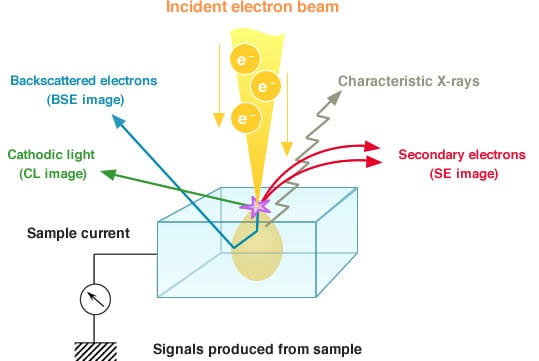 Incident electron beam
e⁻
e⁻
e⁻
Backscattered electrons
(BSE image)
Characteristic X-rays
Cathodic light
(CL image)
Secondary electrons
(SE image)
Sample current
Signals produced from sample